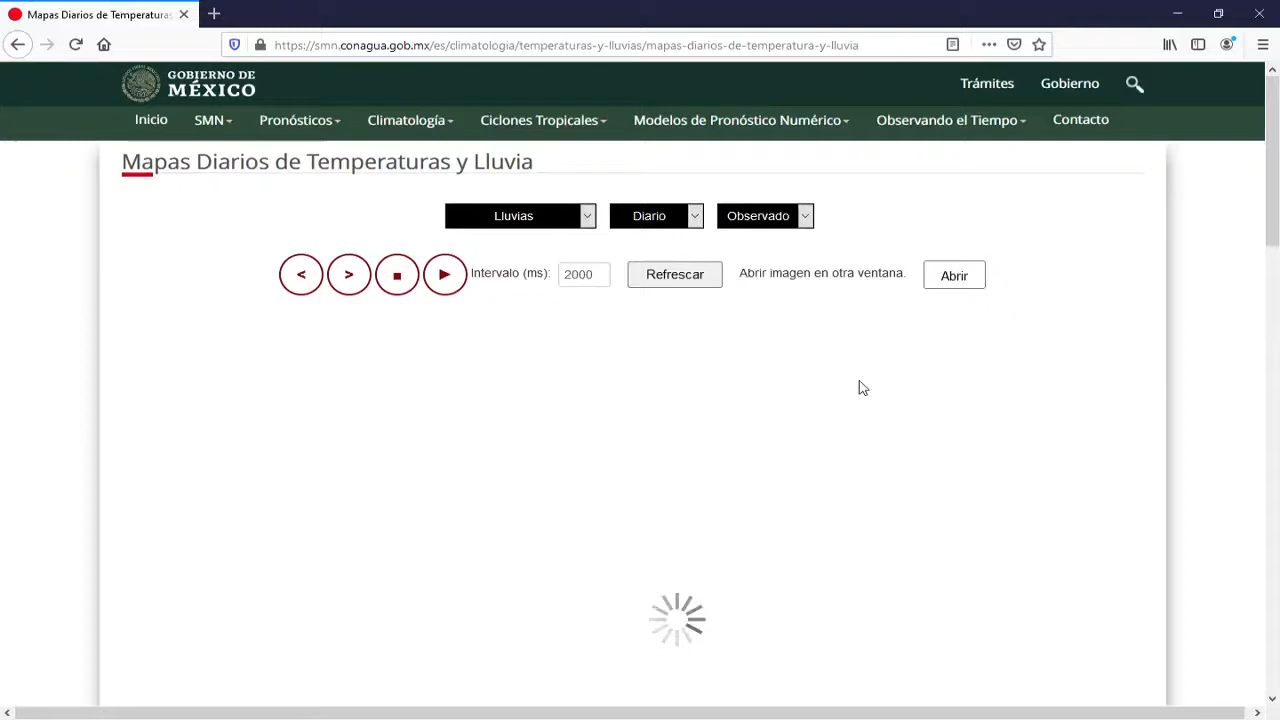 Mapas Diarios de Temperaturas
https://smn.conagua.gob.mx/es/climatologia/temperaturas-y-lluvias/mapas-diarios-de-temperatura-y-lluvia
GOBIERNO DE
MÉXICO
Trámites Gobierno
Inicio SMN Pronósticos Climatología Ciclones Tropicales Modelos de Pronóstico Numérico Observando el Tiempo Contacto
Mapas Diarios de Temperaturas y Lluvia
Lluvias Diario Observado
< > Intervalo (ms): 2000 Refrescar Abrir imagen en otra ventana. Abrir